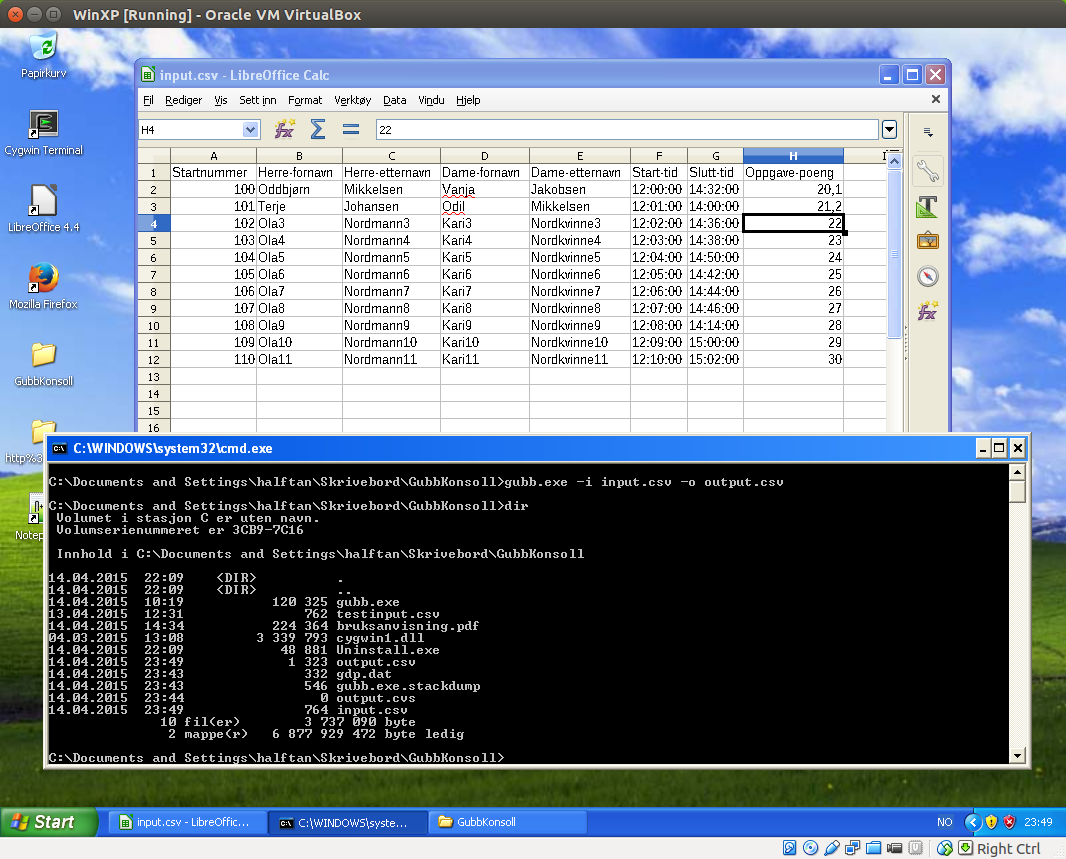 WinXP [Running] - Oracle VM VirtualBox
Papirkurv
Cygwin Terminal
LibreOffice 4.4
Mozilla Firefox
GubbKonsoll
http%3
Notep
input.csv - LibreOffice Calc
Fil Rediger Vis Sett inn Format Verktøy Data Vindu Hjelp
H4 22
A B C D E F G H I
1 Startnummer Herre-fornavn Herre-etternavn Dame-fornavn Dame-etternavn Start-tid Slutt-tid Oppgave-poeng
2 100 Oddbjørn Mikkelsen Vanja Jakobsen 12:00:00 14:32:00 20,1
3 101 Terje Johansen Odil Mikkelsen 12:01:00 14:00:00 21,2
4 102 Ola3 Nordmann3 Kari3 Nordkvinne3 12:02:00 14:36:00 22
5 103 Ola4 Nordmann4 Kari4 Nordkvinne4 12:03:00 14:38:00 23
6 104 Ola5 Nordmann5 Kari5 Nordkvinne5 12:04:00 14:50:00 24
7 105 Ola6 Nordmann6 Kari6 Nordkvinne6 12:05:00 14:42:00 25
8 106 Ola7 Nordmann7 Kari7 Nordkvinne7 12:06:00 14:44:00 26
9 107 Ola8 Nordmann8 Kari8 Nordkvinne8 12:07:00 14:46:00 27
10 108 Ola9 Nordmann9 Kari9 Nordkvinne9 12:08:00 14:14:00 28
11 109 Ola10 Nordmann10 Kari10 Nordkvinne10 12:09:00 15:00:00 29
12 110 Ola11 Nordmann11 Kari11 Nordkvinne11 12:10:00 15:02:00 30
13
14
15
16
C:\WINDOWS\system32\cmd.exe
C:\Documents and Settings\halftan\Skrivebord\GubbKonsoll>gubb.exe -i input.csv -o output.csv
C:\Documents and Settings\halftan\Skrivebord\GubbKonsoll>dir
Volumet i stasjon C er uten navn.
Volumserienummeret er 3CB9-7C16
Innhold i C:\Documents and Settings\halftan\Skrivebord\GubbKonsoll
14.04.2015 22:09 <DIR> .
14.04.2015 22:09 <DIR> ..
14.04.2015 10:19 120 325 gubb.exe
13.04.2015 12:31 762 testinput.csv
14.04.2015 14:34 224 364 bruksanvisning.pdf
04.03.2015 13:08 3 339 793 cygwin1.dll
14.04.2015 22:09 48 881 Uninstall.exe
14.04.2015 23:49 1 323 output.csv
14.04.2015 23:43 332 gdp.dat
14.04.2015 23:43 546 gubb.exe.stackdump
14.04.2015 23:44 0 output.cvs
14.04.2015 23:49 764 input.csv
10 fil(er) 3 737 090 byte
2 mappe(r) 6 877 929 472 byte ledig
C:\Documents and Settings\halftan\Skrivebord\GubbKonsoll>
Start input.csv - LibreOffic... C:\WINDOWS\syste... GubbKonsoll NO 23:49
Right Ctrl